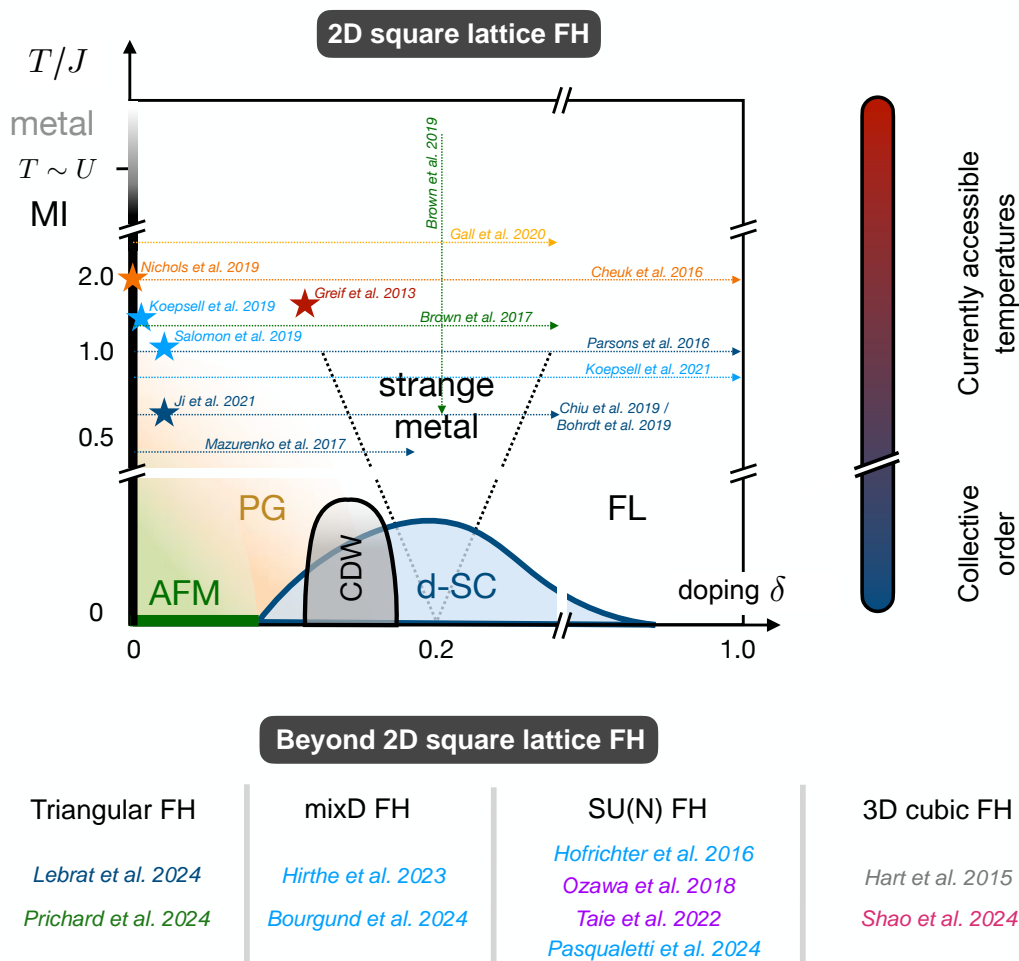 2D square lattice FH
T/J
metal
T ∼ U
MI
Brown et al. 2019
Gall et al. 2020
2.0
Nichols et al. 2019
Cheuk et al. 2016
Koepsell et al. 2019
Greif et al. 2013
Brown et al. 2017
Salomon et al. 2019
1.0
Parsons et al. 2016
Koepsell et al. 2021
strange
metal
Ji et al. 2021
Chiu et al. 2019 /
Bohrdt et al. 2019
0.5
Mazurenko et al. 2017
PG
FL
CDW
AFM
d-SC
doping δ
0
0
0.2
1.0
Currently accessible
temperatures
Collective
order
Beyond 2D square lattice FH
Triangular FH
Lebrat et al. 2024
Prichard et al. 2024
mixD FH
Hirthe et al. 2023
Bourgund et al. 2024
SU(N) FH
Hofrichter et al. 2016
Ozawa et al. 2018
Taie et al. 2022
Pasqualetti et al. 2024
3D cubic FH
Hart et al. 2015
Shao et al. 2024